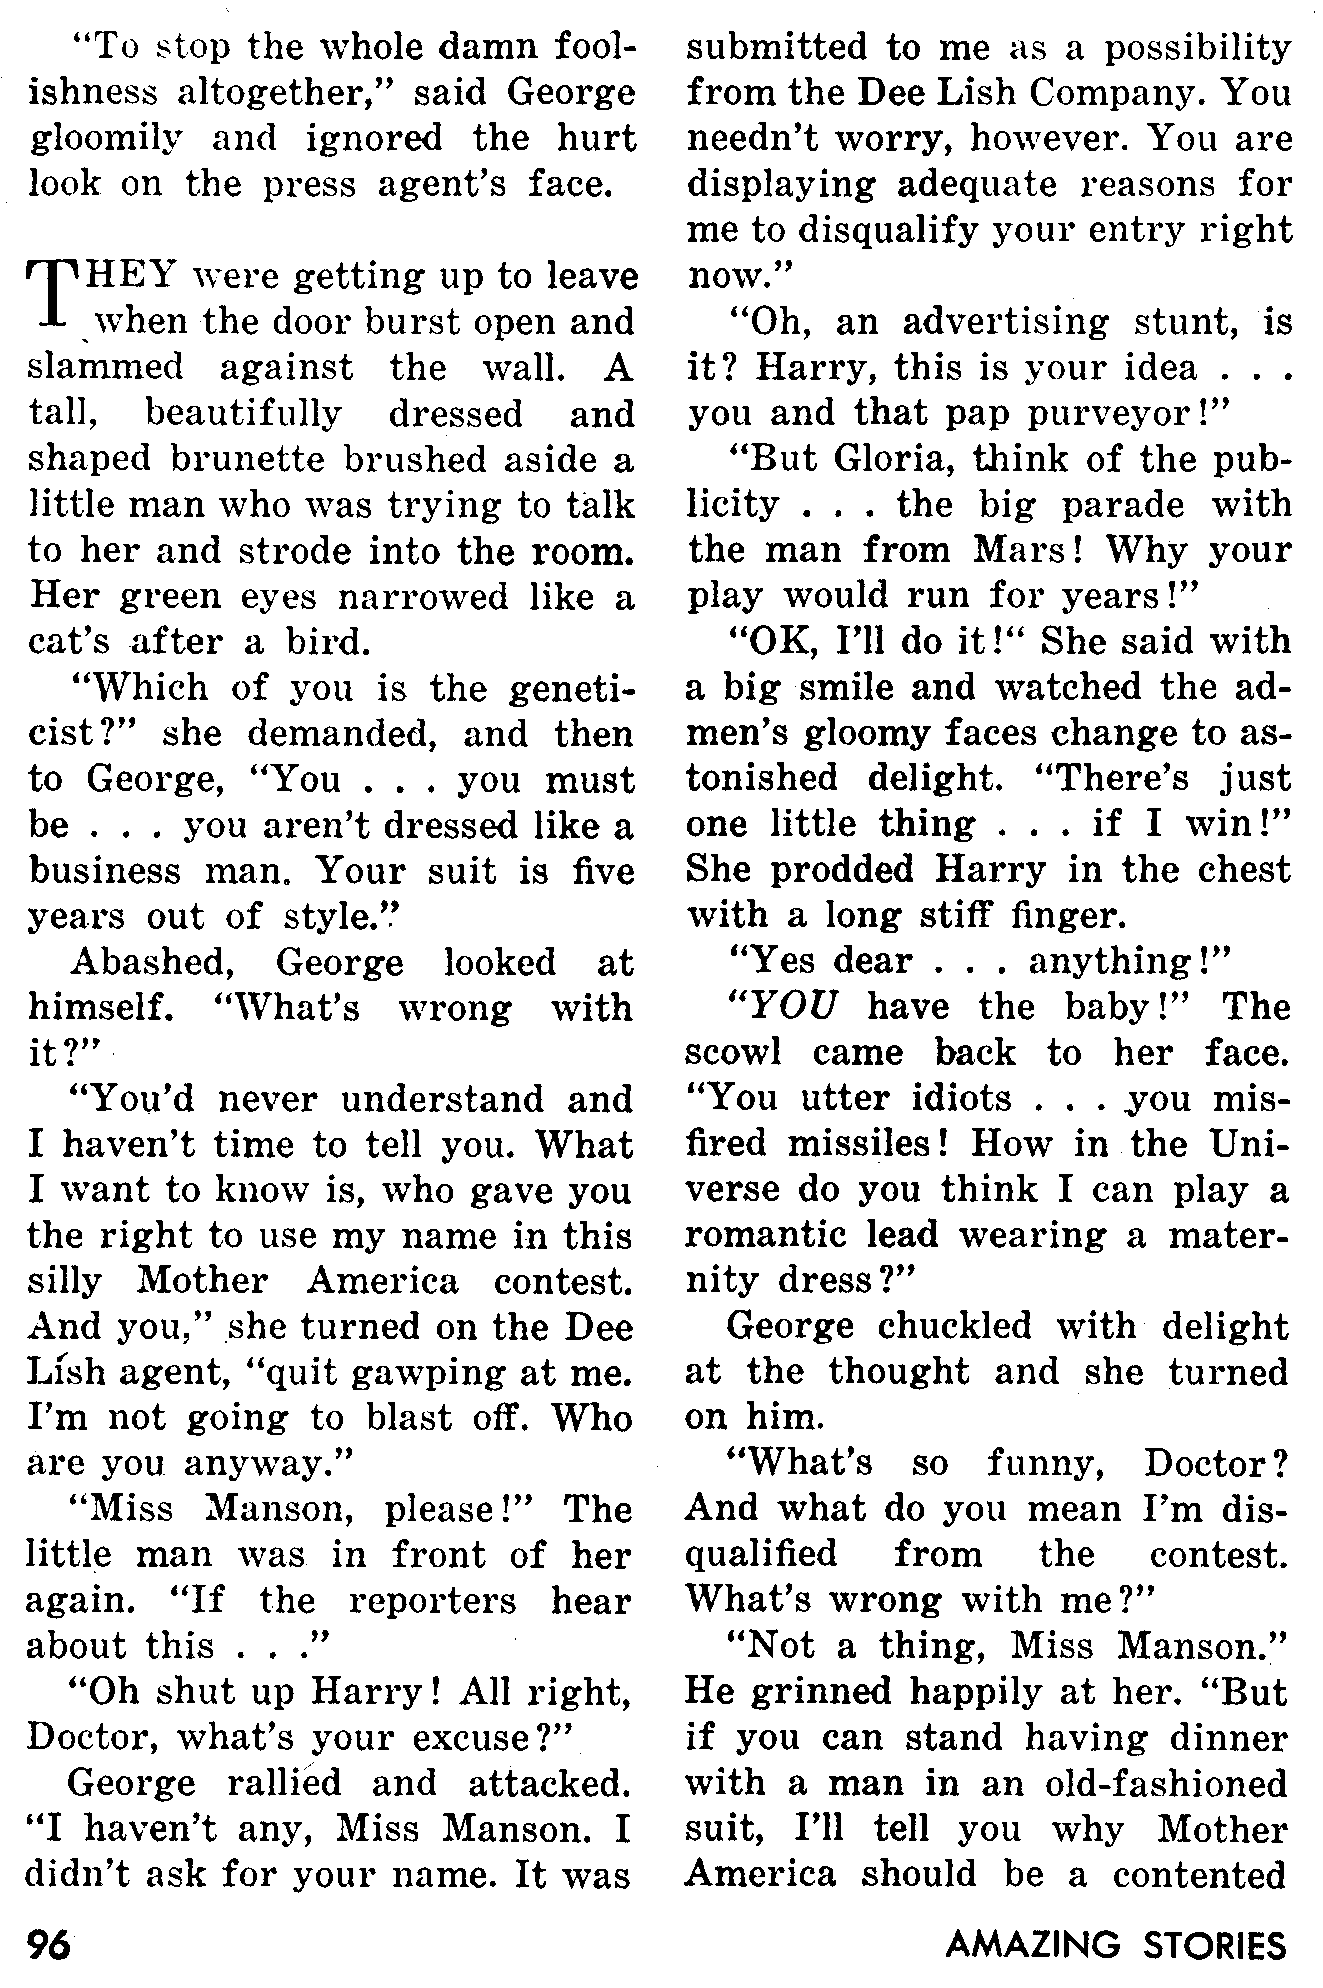 “To stop the whole damn fool-
ishness altogether,” said George
gloomily and ignored the hurt
look on the press agent’s face.
THEY were getting up to leave
when the door burst open and
slammed against the wall. A
tall, beautifully dressed and
shaped brunette brushed aside a
little man who was trying to talk
to her and strode into the room.
Her green eyes narrowed like a
cat’s after a bird.
“Which of you is the geneti-
cist?” she demanded, and then
to George, “You . . . you must
be . . . you aren’t dressed like a
business man. Your suit is five
years out of style.”
Abashed, George looked at
himself. “What’s wrong with
it?”
“You’d never understand and
I haven’t time to tell you. What
I want to know is, who gave you
the right to use my name in this
silly Mother America contest.
And you,” she turned on the Dee
Lish agent, “quit gawping at me.
I’m not going to blast off. Who
are you anyway.”
“Miss Manson, please!” The
little man was in front of her
again. “If the reporters hear
about this . . .”
“Oh shut up Harry! All right,
Doctor, what’s your excuse?”
George rallied and attacked.
“I haven’t any, Miss Manson. I
didn’t ask for your name. It was
submitted to me as a possibility
from the Dee Lish Company. You
needn’t worry, however. You are
displaying adequate reasons for
me to disqualify your entry right
now.”
“Oh, an advertising stunt, is
it? Harry, this is your idea . . .
you and that pap purveyor!”
“But Gloria, think of the pub-
licity . . . the big parade with
the man from Mars! Why your
play would run for years!”
“OK, I’ll do it!“ She said with
a big smile and watched the ad-
men’s gloomy faces change to as-
tonished delight. “There’s just
one little thing . . . if I win!”
She prodded Harry in the chest
with a long stiff finger.
“Yes dear . . . anything!”
“YOU have the baby!” The
scowl came back to her face.
“You utter idiots . . . you mis-
fired missiles! How in the Uni-
verse do you think I can play a
romantic lead wearing a mater-
nity dress?”
George chuckled with delight
at the thought and she turned
on him.
“What’s so funny, Doctor?
And what do you mean I’m dis-
qualified from the contest.
What’s wrong with me?”
“Not a thing, Miss Manson.”
He grinned happily at her. “But
if you can stand having dinner
with a man in an old-fashioned
suit, I’ll tell you why Mother
America should be a contented
96 AMAZING STORIES